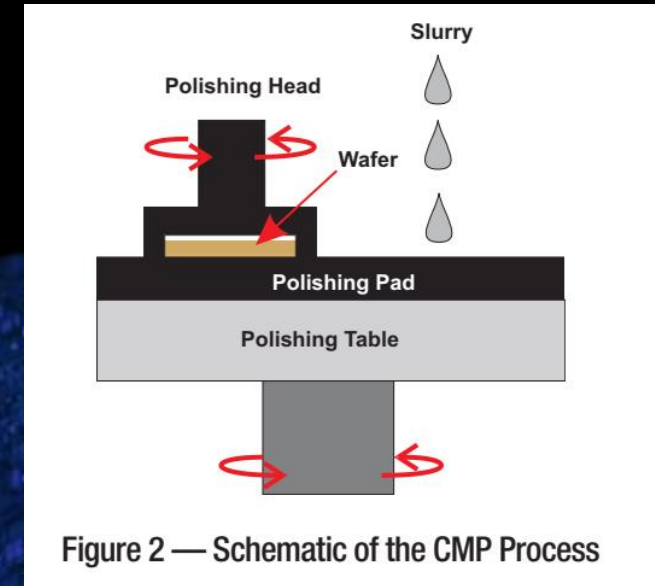 Slurry
Polishing Head
Wafer
Polishing Pad
Polishing Table
Figure 2 — Schematic of the CMP Process